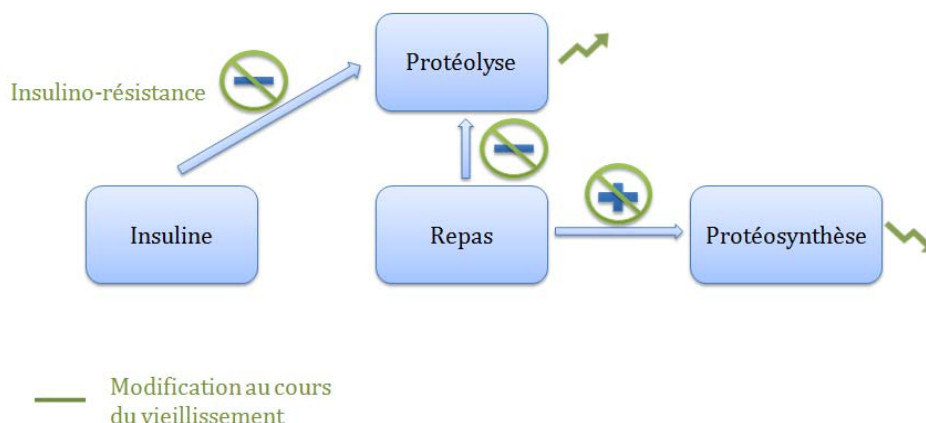 Protéolyse
Insulino-résistance
Insuline
Repas
Protéosynthèse
Modification au cours
du vieillissement